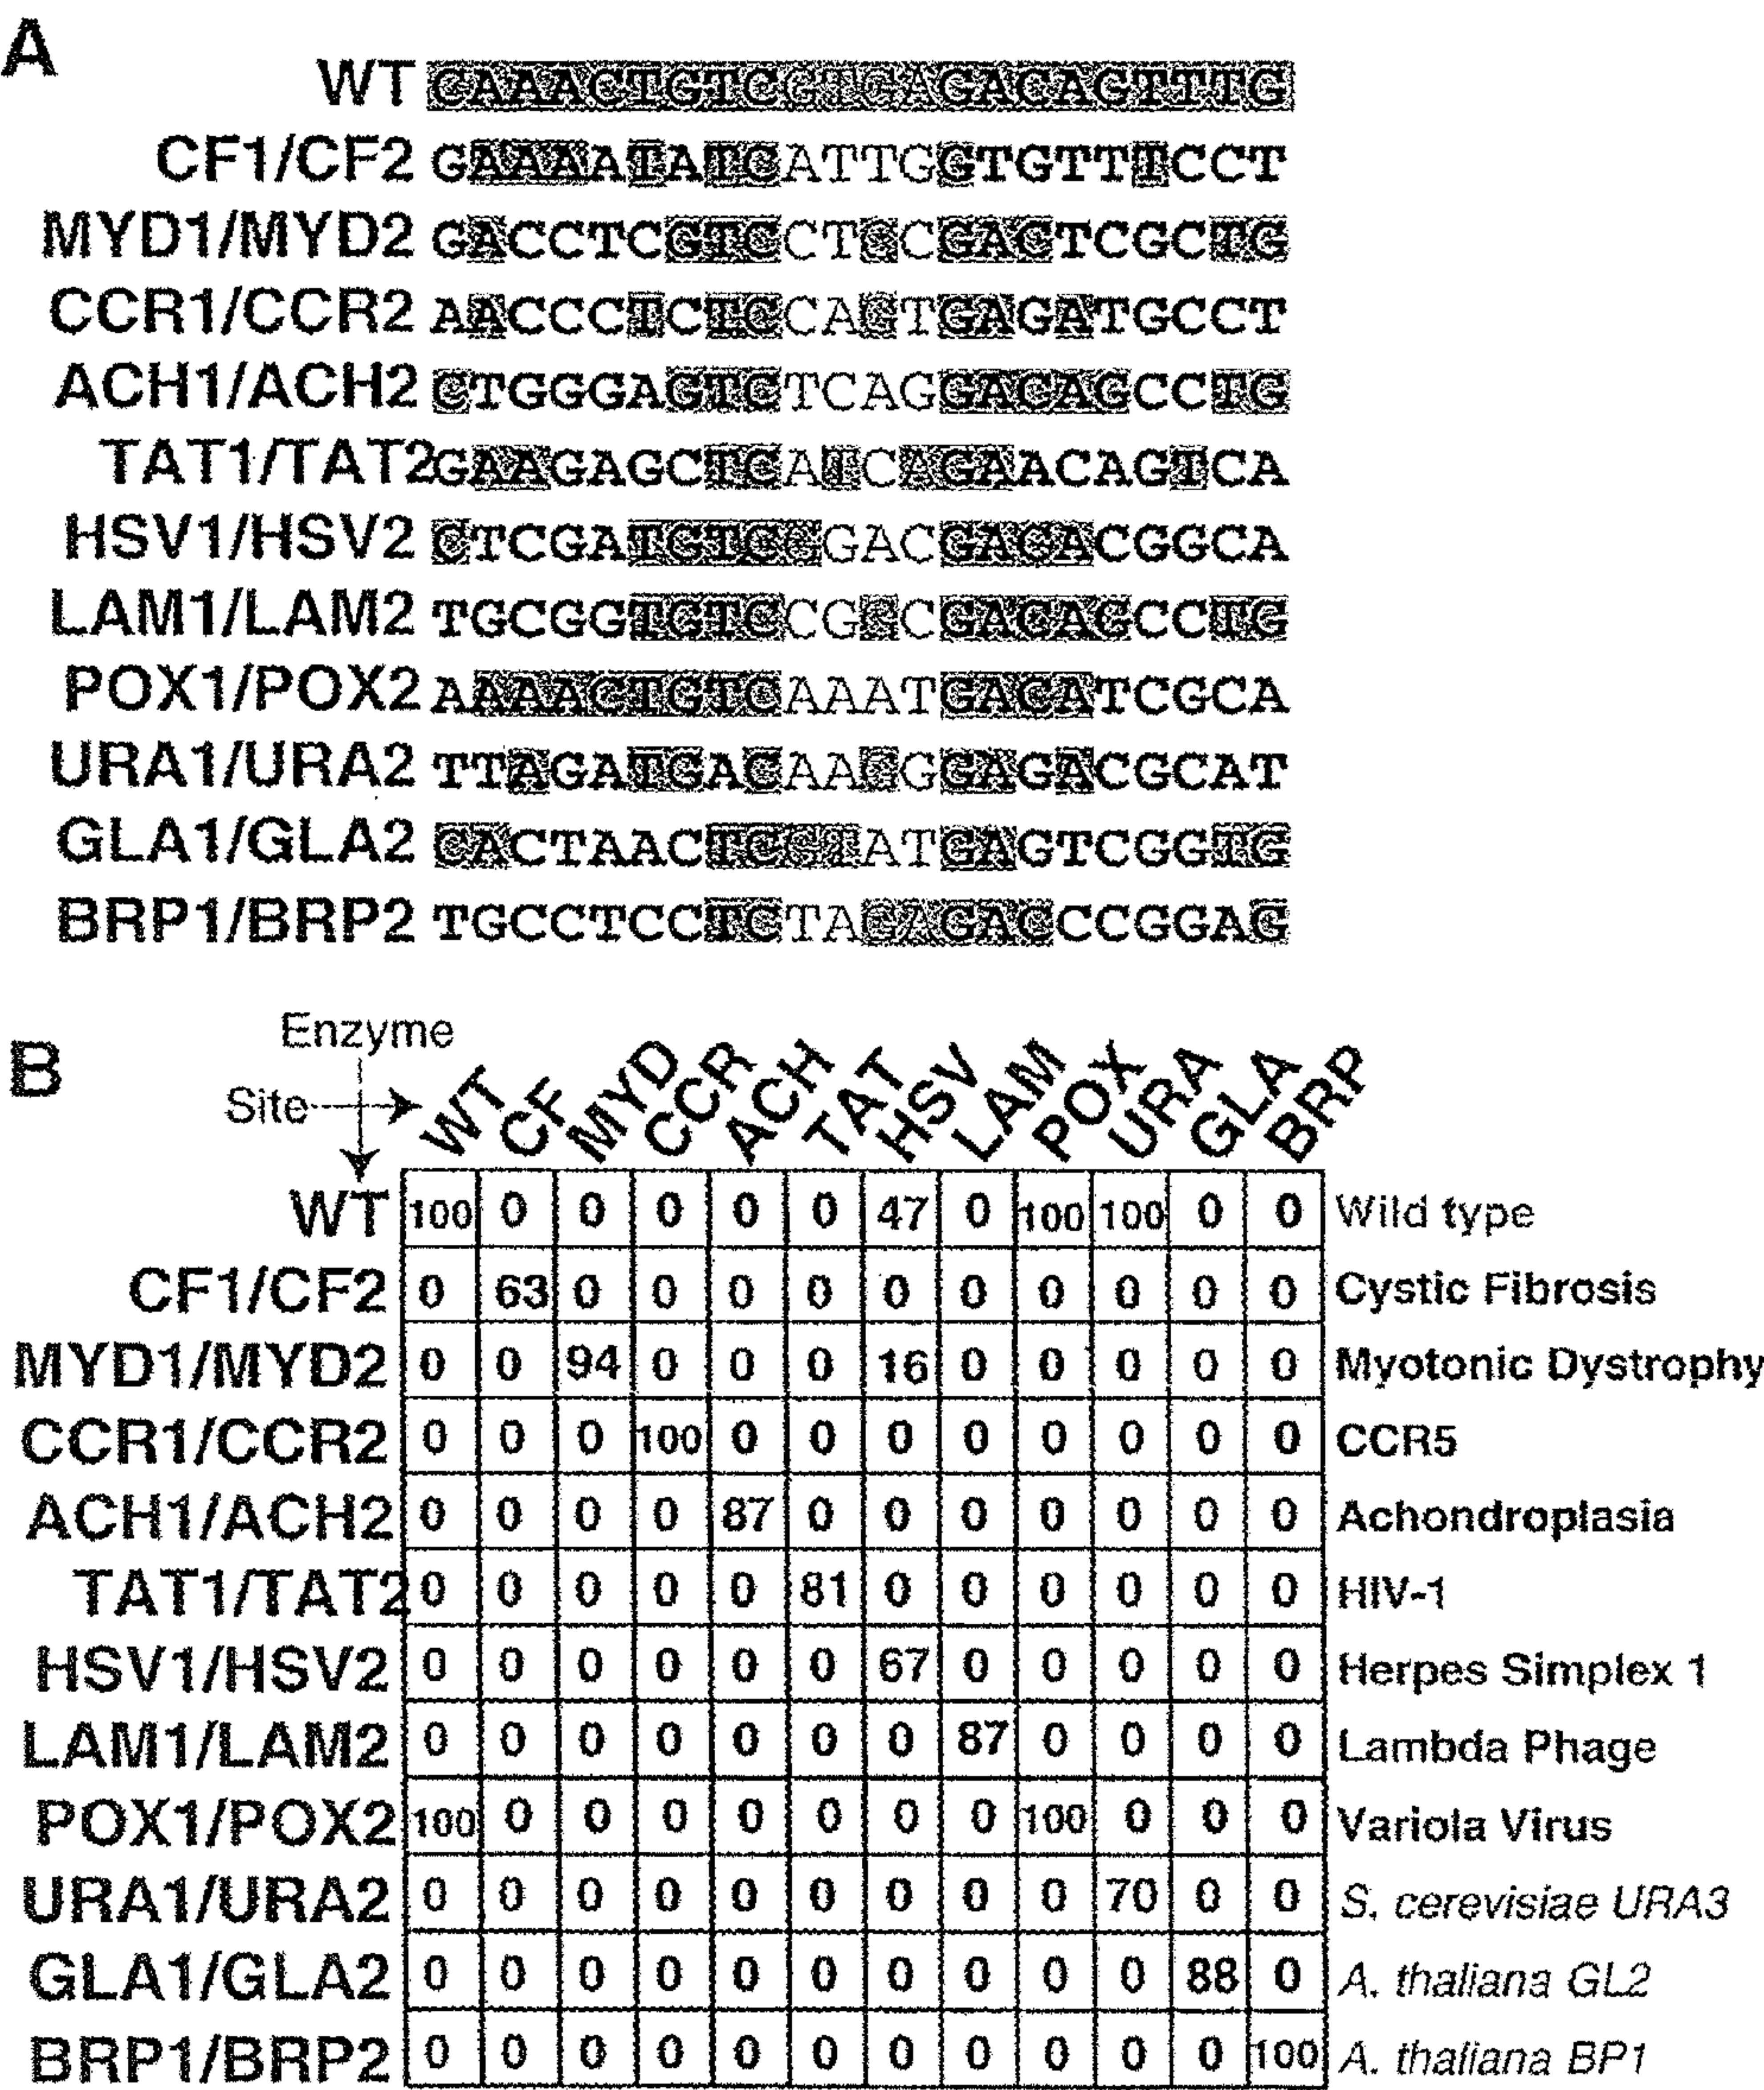 A
WT CAAACTGTCGTGAGACAGTTTG
CF1/CF2 GAAAATATCATTGGTGTTTCCT
MYD1/MYD2 GACCTCGTCCTCCGACTCGCTG
CCR1/CCR2 AACCCTCTCCAGTGAGATGCCT
ACH1/ACH2 CTGGGAGTCTCAGGACAGCCTG
TAT1/TAT2 GAAGAGCTCATCAGAACAGTCA
HSV1/HSV2 CTCGATGTCGGACGACACGGCA
LAM1/LAM2 TGCGGTGTCCGGCGACAGCCTG
POX1/POX2 AAAACTGTCAAATGACATCGCA
URA1/URA2 TTAGATGACAAGGGAGACGCAT
GLA1/GLA2 CACTAACTCGTATGAGTCGGTG
BRP1/BRP2 TGCCTCCTCTAGAGACCCGGAG
B
Enzyme
Site
WT CF MYD CCR ACH TAT HSV LAM POX URA GLA BRP
WT 100 0 0 0 0 0 47 0 100 100 0 0 Wild type
CF1/CF2 0 63 0 0 0 0 0 0 0 0 0 0 Cystic Fibrosis
MYD1/MYD2 0 0 94 0 0 0 16 0 0 0 0 0 Myotonic Dystrophy
CCR1/CCR2 0 0 0 100 0 0 0 0 0 0 0 0 CCR5
ACH1/ACH2 0 0 0 0 87 0 0 0 0 0 0 0 Achondroplasia
TAT1/TAT2 0 0 0 0 0 81 0 0 0 0 0 0 HIV-1
HSV1/HSV2 0 0 0 0 0 0 67 0 0 0 0 0 Herpes Simplex 1
LAM1/LAM2 0 0 0 0 0 0 0 87 0 0 0 0 Lambda Phage
POX1/POX2 100 0 0 0 0 0 0 0 100 0 0 0 Variola Virus
URA1/URA2 0 0 0 0 0 0 0 0 0 70 0 0 S. cerevisiae URA3
GLA1/GLA2 0 0 0 0 0 0 0 0 0 0 88 0 A. thaliana GL2
BRP1/BRP2 0 0 0 0 0 0 0 0 0 0 0 100 A. thaliana BP1